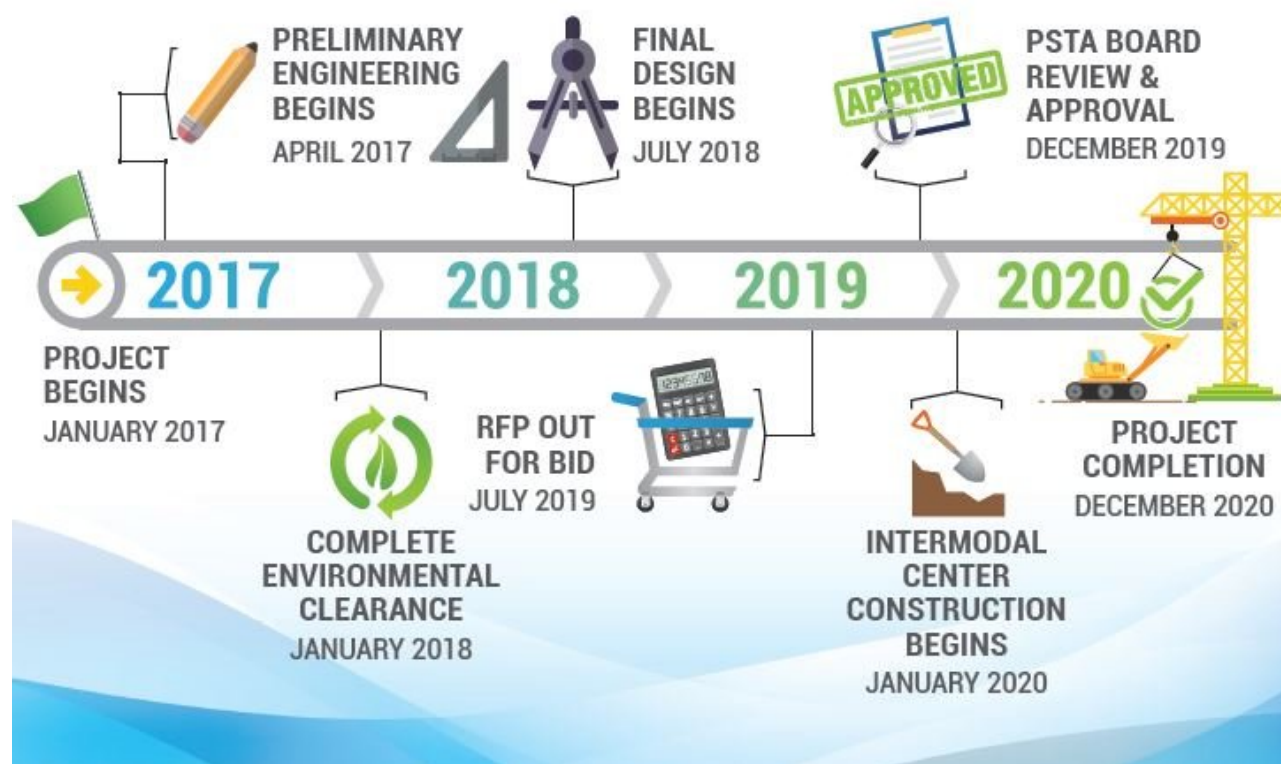 PRELIMINARY
ENGINEERING
BEGINS
APRIL 2017
FINAL
DESIGN
BEGINS
JULY 2018
APPROVED
PSTA BOARD
REVIEW &
APPROVAL
DECEMBER 2019
2017
2018
2019
2020
PROJECT
BEGINS
JANUARY 2017
COMPLETE
ENVIRONMENTAL
CLEARANCE
JANUARY 2018
RFP OUT
FOR BID
JULY 2019
INTERMODAL
CENTER
CONSTRUCTION
BEGINS
JANUARY 2020
PROJECT
COMPLETION
DECEMBER 2020